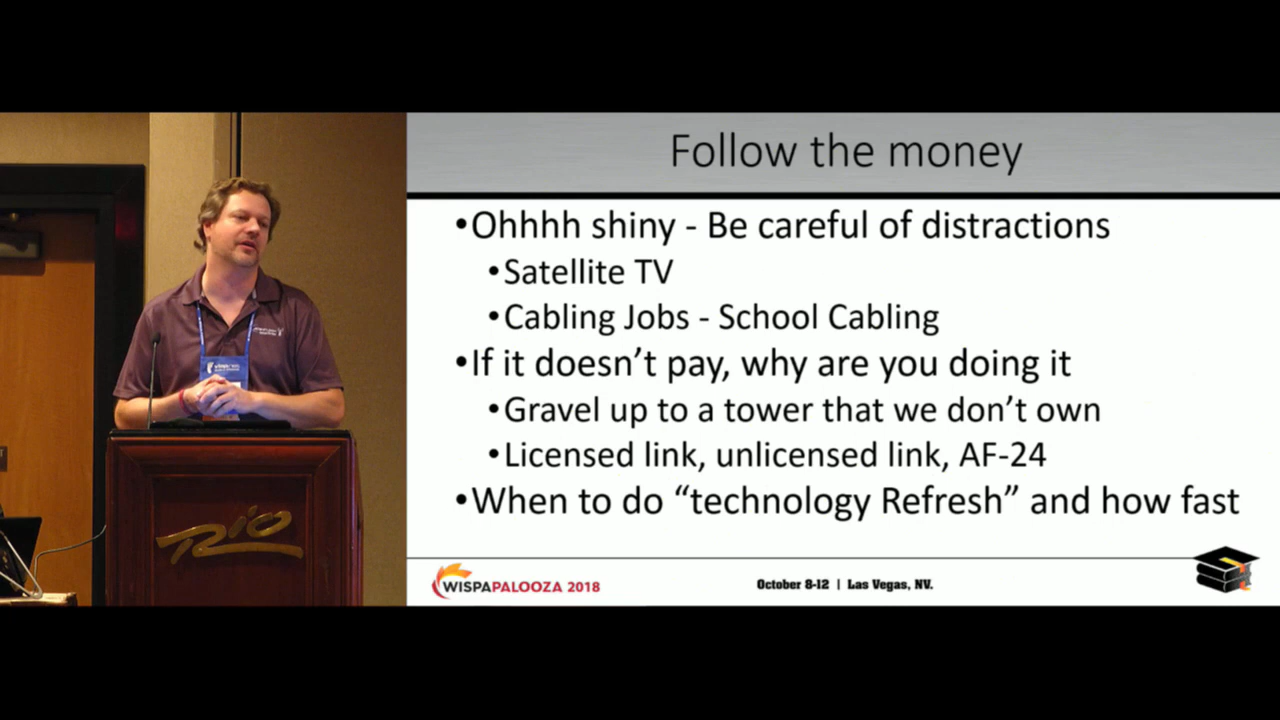 Follow the money
•Ohhhh shiny - Be careful of distractions
•Satellite TV
•Cabling Jobs - School Cabling
•If it doesn't pay, why are you doing it
•Gravel up to a tower that we don't own
•Licensed link, unlicensed link, AF-24
•When to do “technology Refresh” and how fast
Rio
WISPAPALOOZA 2018
October 8-12 | Las Vegas, NV.